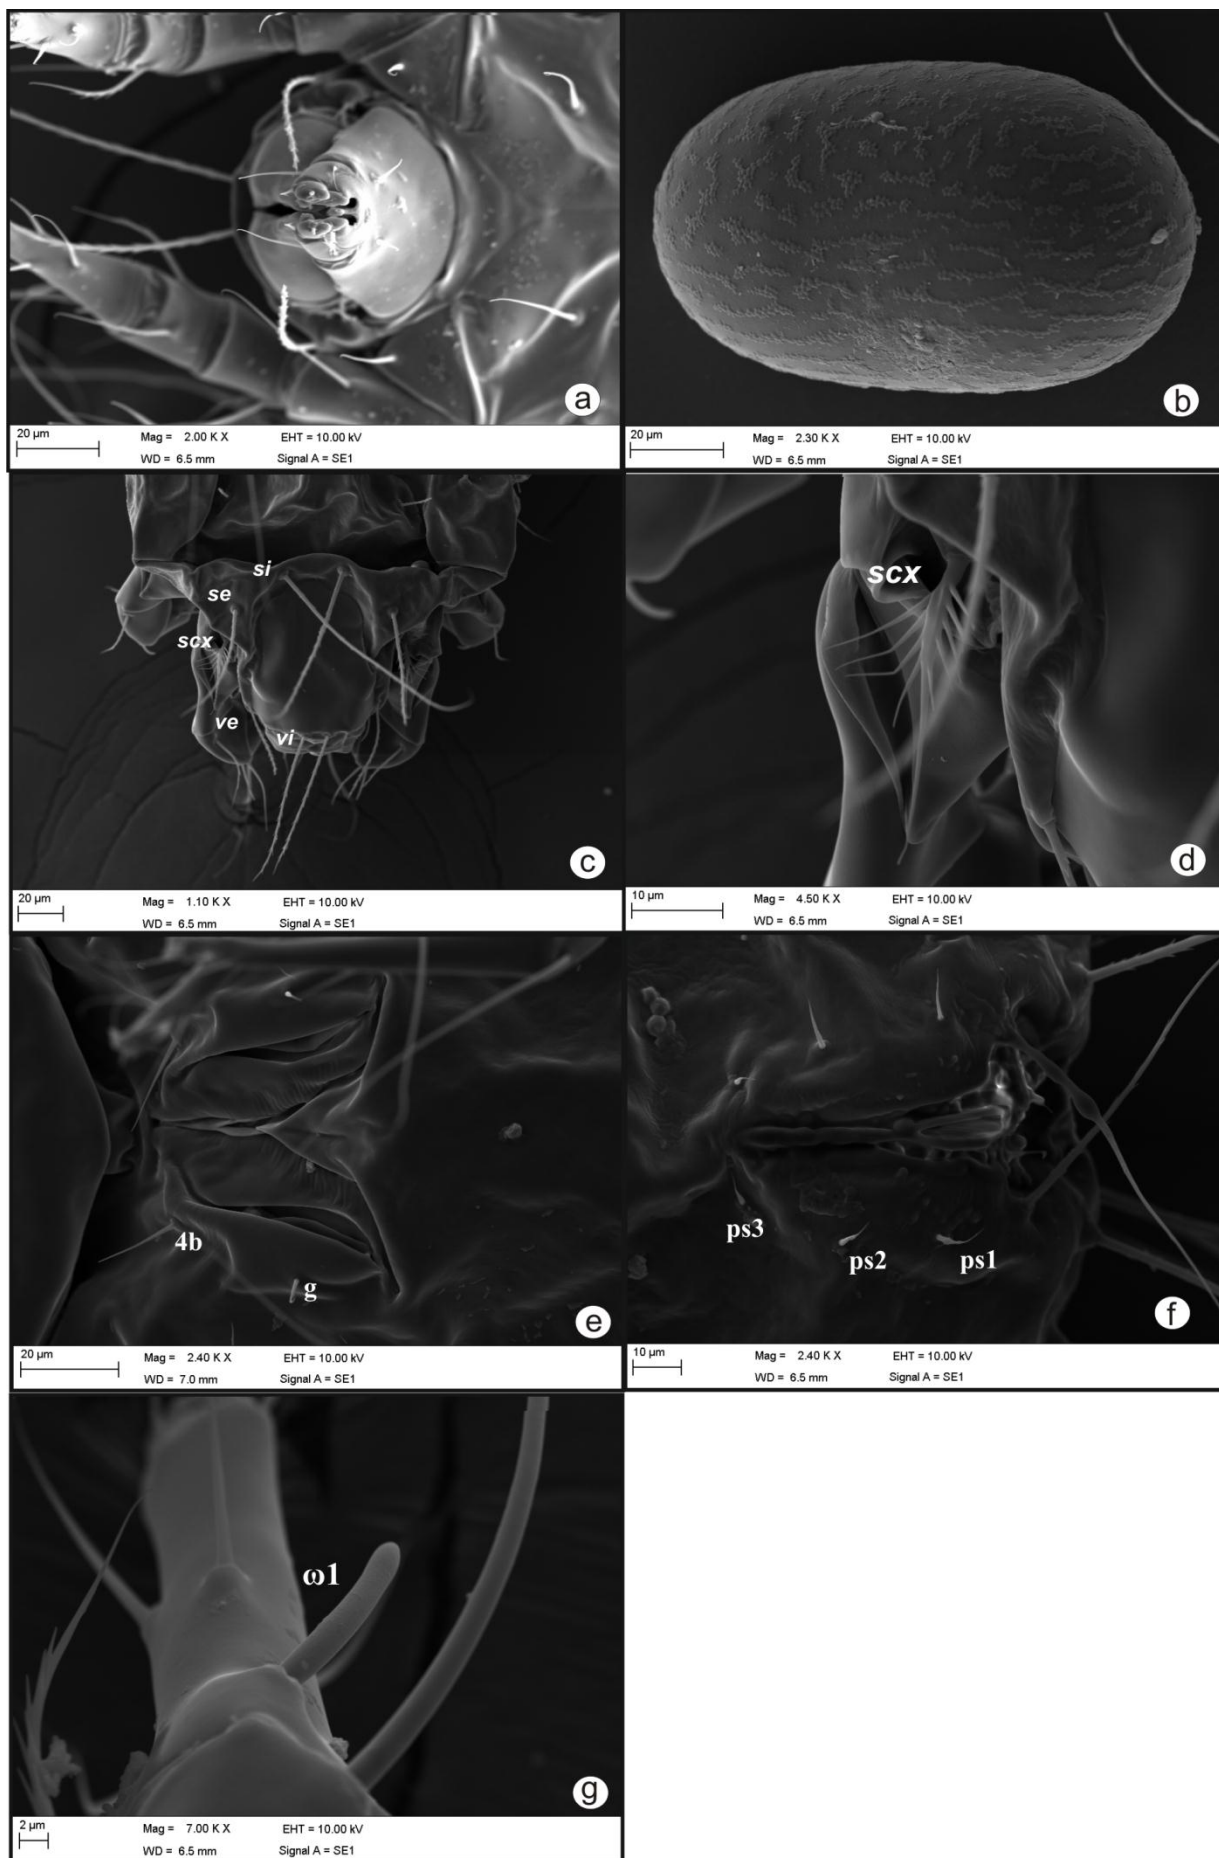 a
20 µm
Mag = 2.00 K X
EHT = 10.00 kV
WD = 6.5 mm
Signal A = SE1
b
20 µm
Mag = 2.30 K X
EHT = 10.00 kV
WD = 6.5 mm
Signal A = SE1
si
se
scx
ve
vi
c
20 µm
Mag = 1.10 K X
EHT = 10.00 kV
WD = 6.5 mm
Signal A = SE1
scx
d
10 µm
Mag = 4.50 K X
EHT = 10.00 kV
WD = 6.5 mm
Signal A = SE1
4b
g
e
20 µm
Mag = 2.40 K X
EHT = 10.00 kV
WD = 7.0 mm
Signal A = SE1
ps3
ps2
ps1
f
10 µm
Mag = 2.40 K X
EHT = 10.00 kV
WD = 6.5 mm
Signal A = SE1
ω1
g
2 µm
Mag = 7.00 K X
EHT = 10.00 kV
WD = 6.5 mm
Signal A = SE1